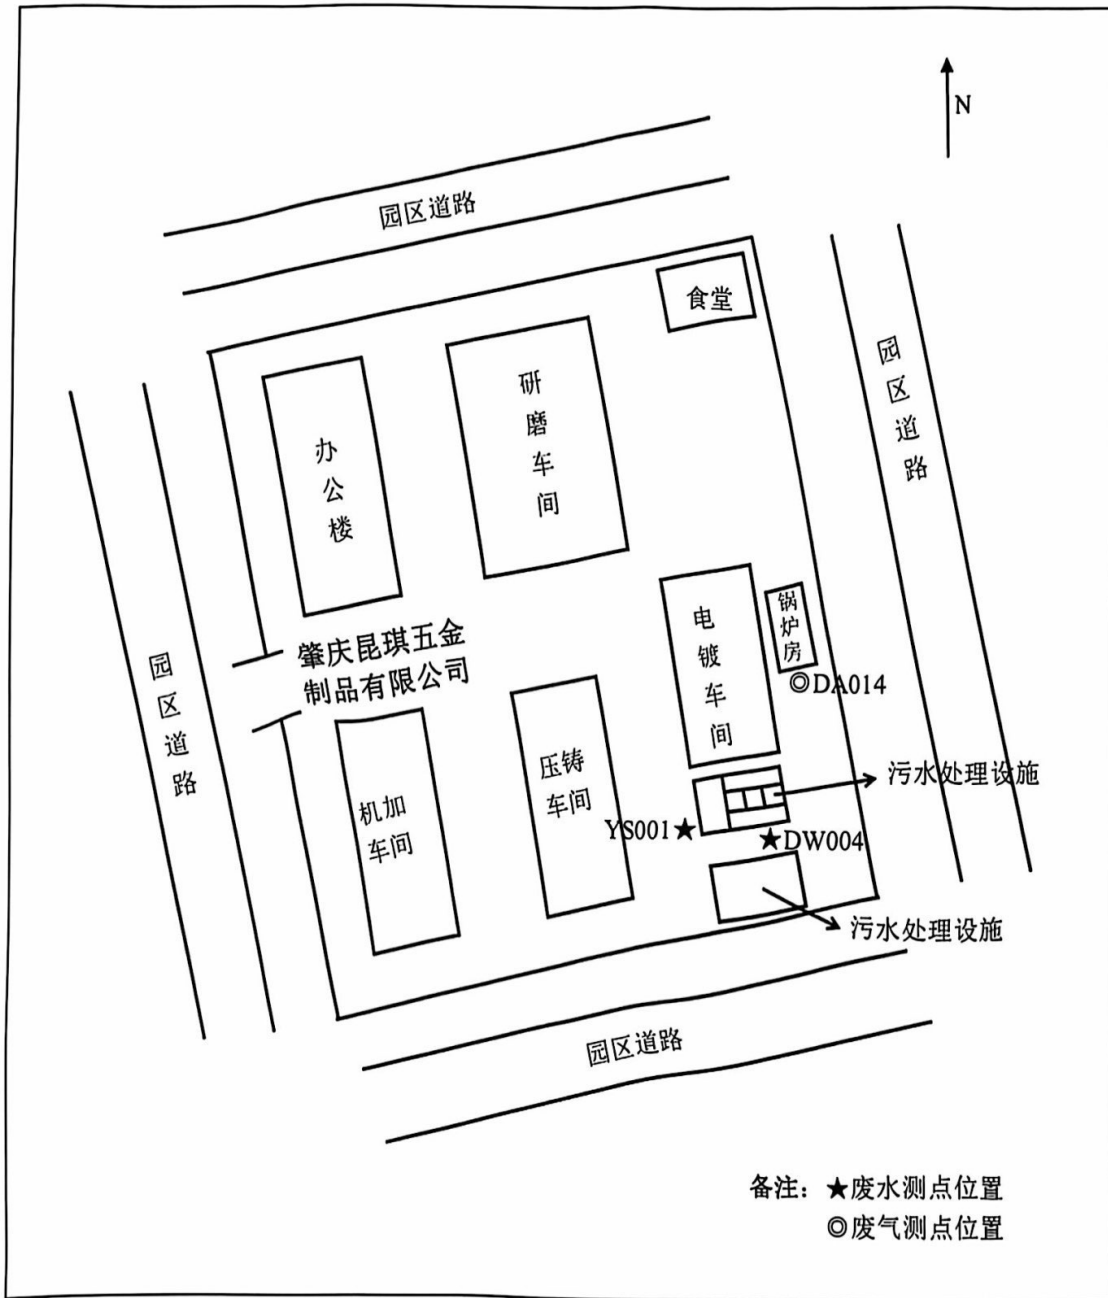 N
园区道路
食堂
园区道路
研磨车间
办公楼
肇庆昆琪五金
制品有限公司
园区道路
电镀车间
锅炉房
◎DA014
压铸
车间
机加
车间
污水处理设施
YS001★
★DW004
污水处理设施
园区道路
备注：★废水测点位置
◎废气测点位置